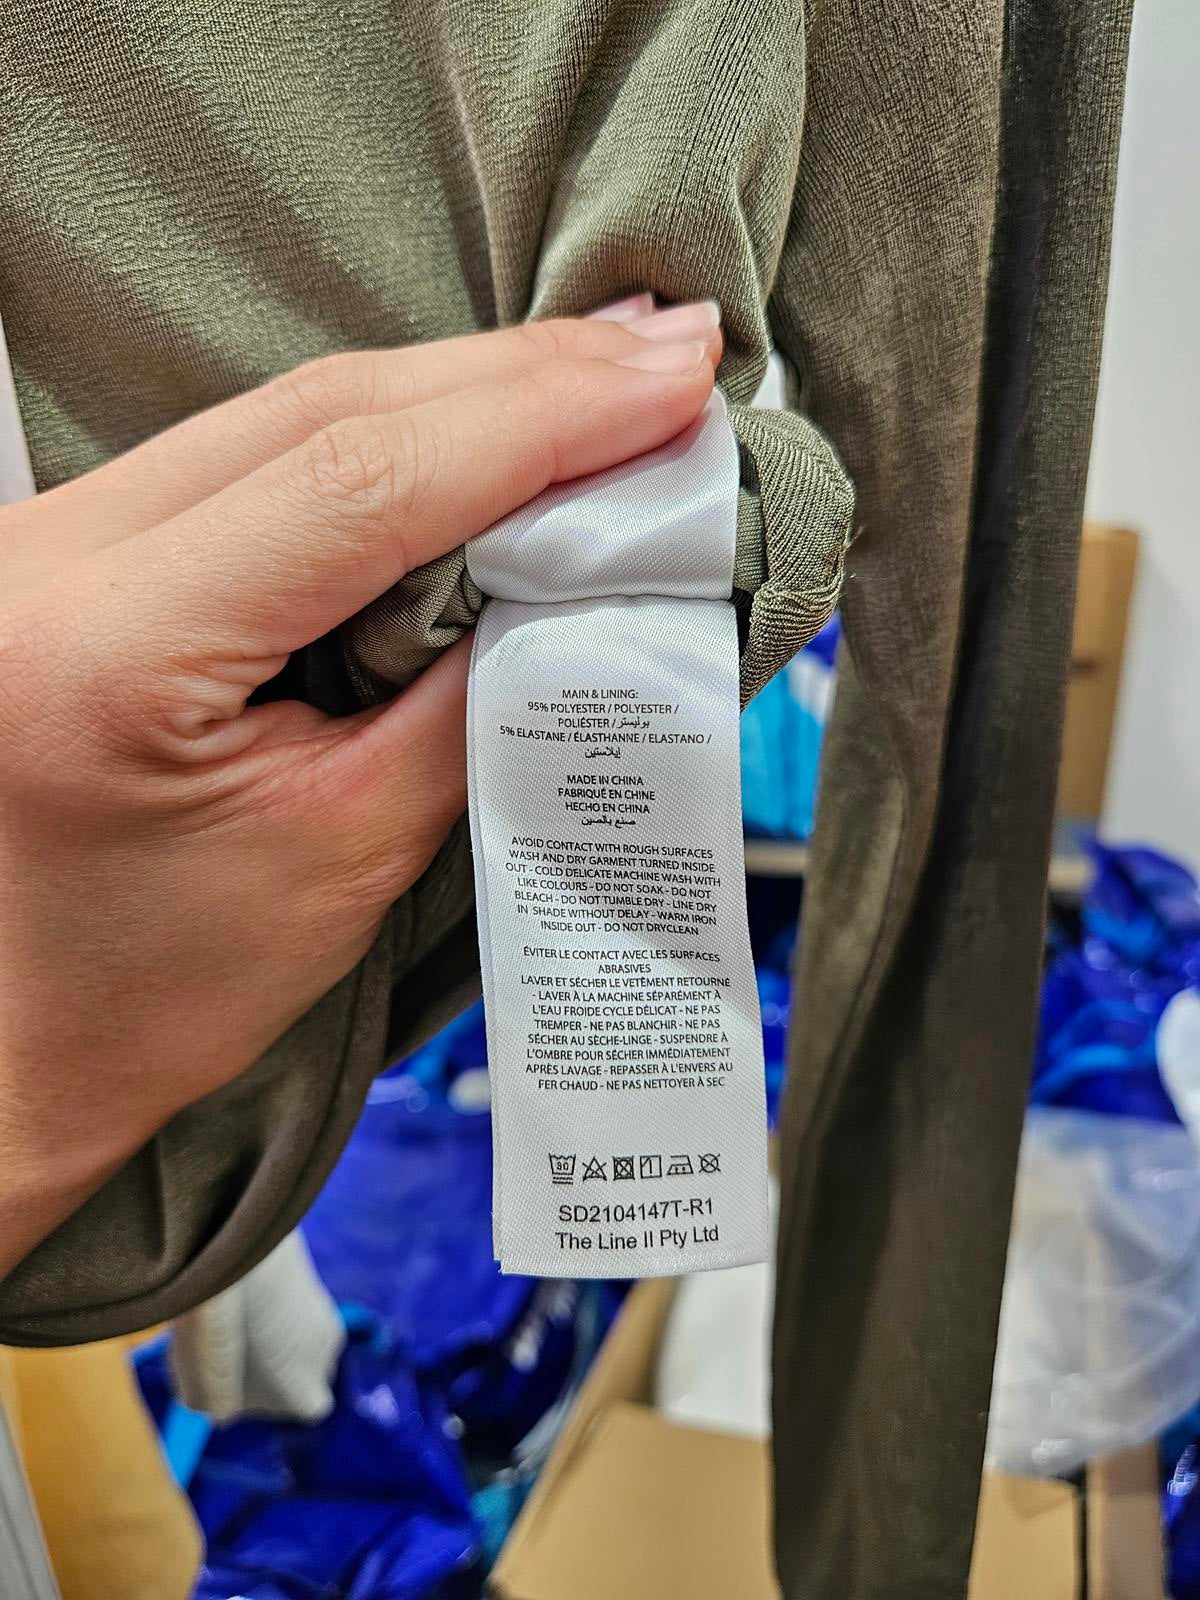 MAIN & LINING:
95% POLYESTER / POLYESTER /
POLIÉSTER / بوليستر
5% ELASTANE / ÉLASTHANNE / ELASTANO /
إيلاستين
MADE IN CHINA
FABRIQUÉ EN CHINE
HECHO EN CHINA
صنع بالصين
AVOID CONTACT WITH ROUGH SURFACES
WASH AND DRY GARMENT TURNED INSIDE
OUT - COLD DELICATE MACHINE WASH WITH
LIKE COLOURS - DO NOT SOAK - DO NOT
BLEACH - DO NOT TUMBLE DRY - LINE DRY
IN SHADE WITHOUT DELAY - WARM IRON
INSIDE OUT - DO NOT DRYCLEAN
ÉVITER LE CONTACT AVEC LES SURFACES
ABRASIVES
LAVER ET SÉCHER LE VETÊMENT RETOURNÉ
- LAVER À LA MACHINE SÉPARÉMENT À
L'EAU FROIDE CYCLE DÉLICAT - NE PAS
TREMPER - NE PAS BLANCHIR - NE PAS
SÉCHER AU SÈCHE-LINGE - SUSPENDRE À
L'OMBRE POUR SÉCHER IMMÉDIATEMENT
APRÈS LAVAGE - REPASSER À L'ENVERS AU
FER CHAUD - NE PAS NETTOYER À SEC
30
SD2104147T-R1
The Line II Pty Ltd